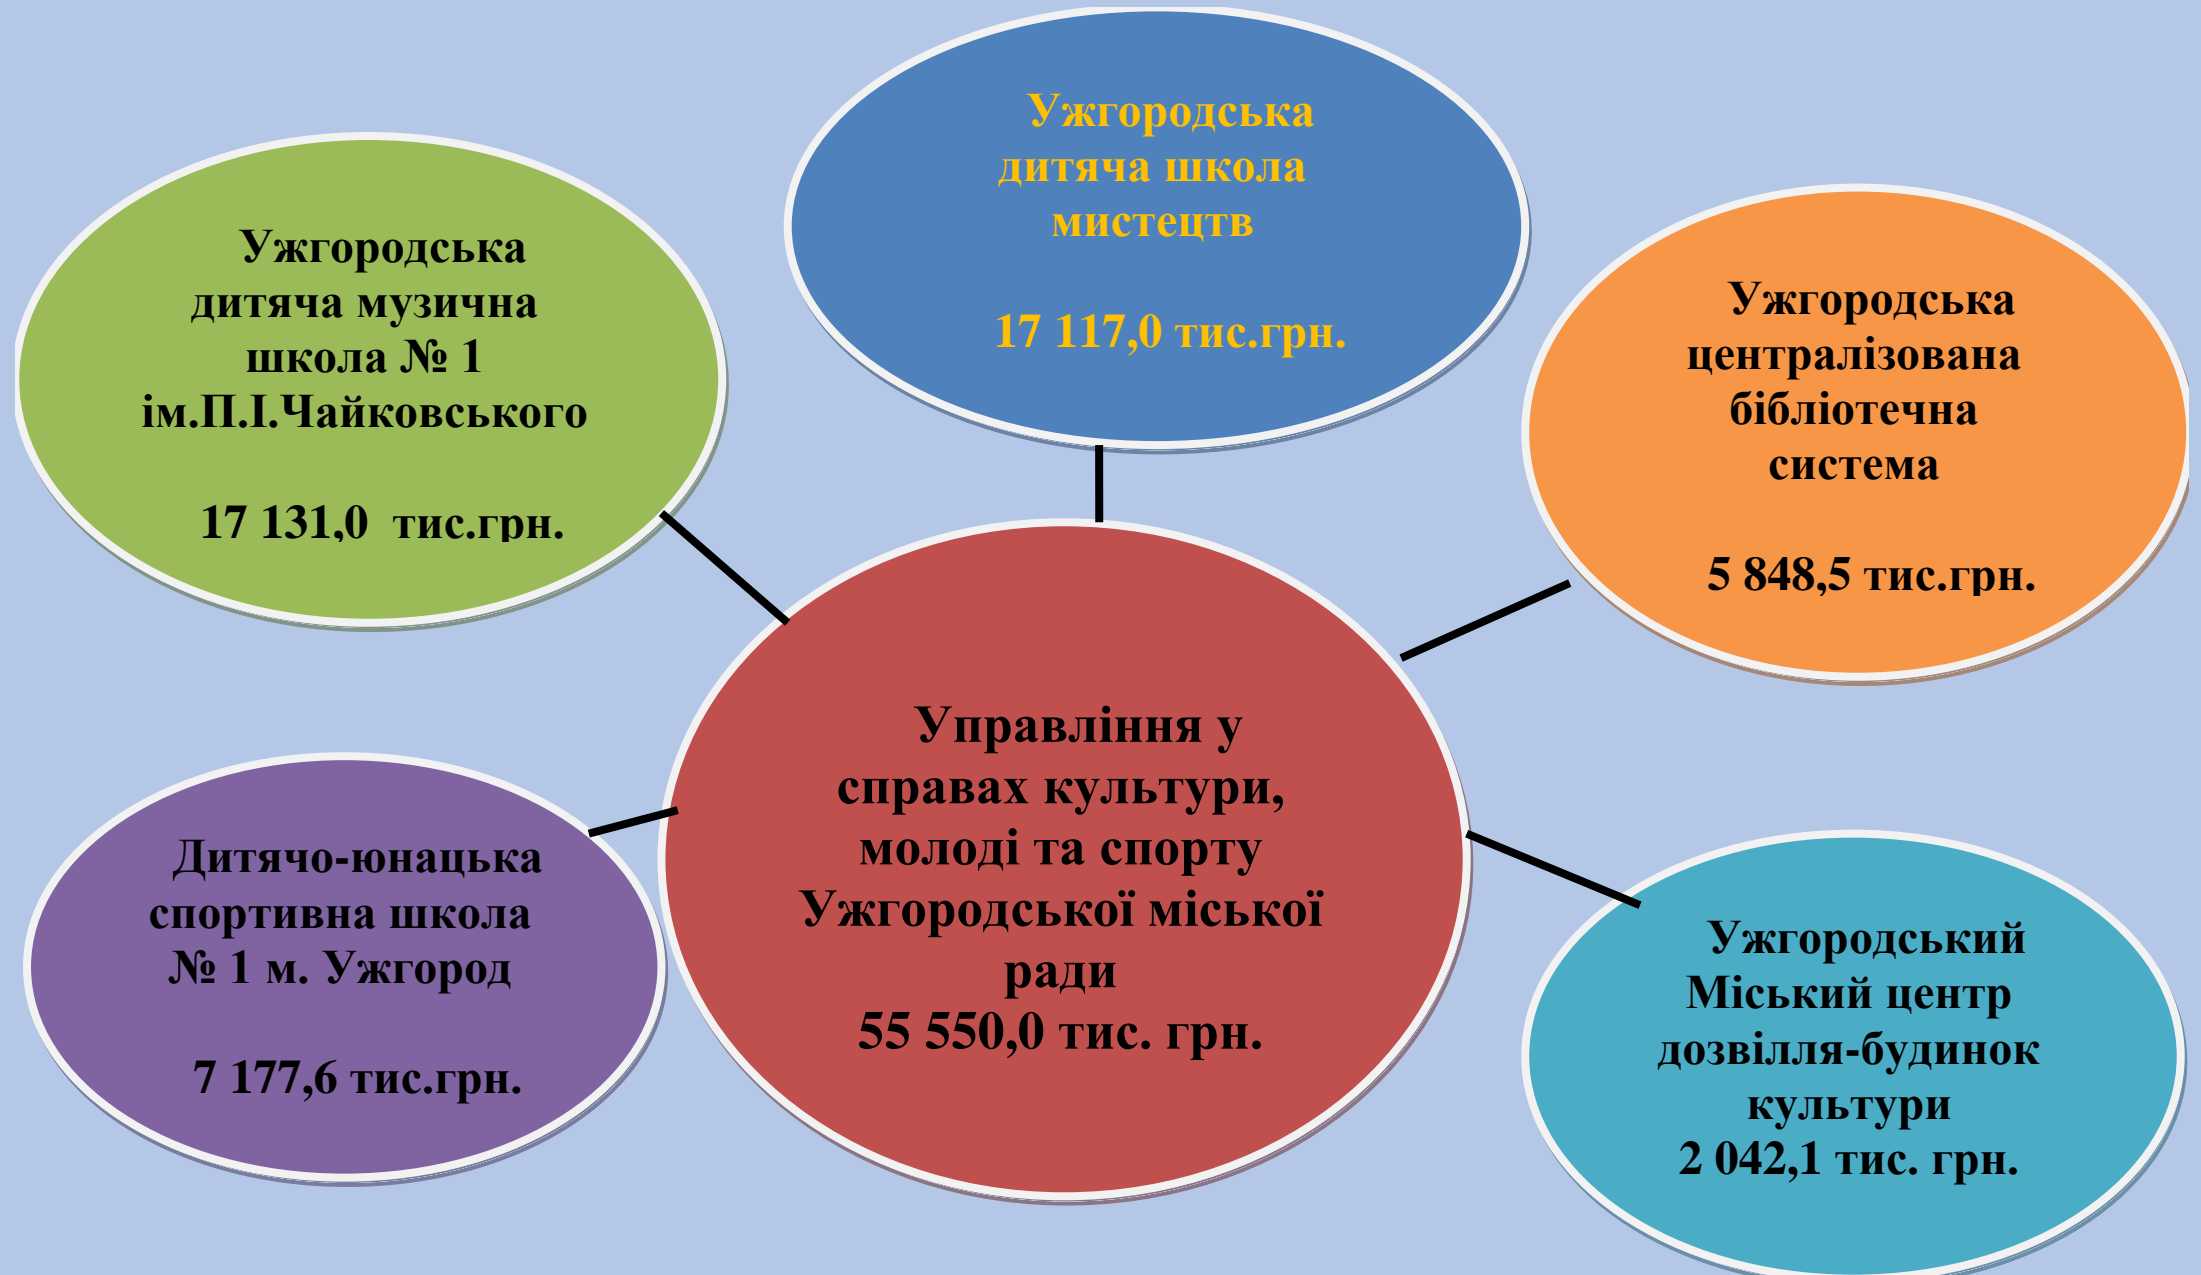 Ужгородська
дитяча школа
мистецтв
17 117,0 тис.грн.
Ужгородська
дитяча музична
школа № 1
ім.П.І.Чайковського
17 131,0 тис.грн.
Ужгородська
централізована
бібліотечна
система
5 848,5 тис.грн.
Управління у
справах культури,
молоді та спорту
Ужгородської міської
ради
55 550,0 тис. грн.
Дитячо-юнацька
спортивна школа
№ 1 м. Ужгород
7 177,6 тис.грн.
Ужгородський
Міський центр
дозвілля-будинок
культури
2 042,1 тис. грн.